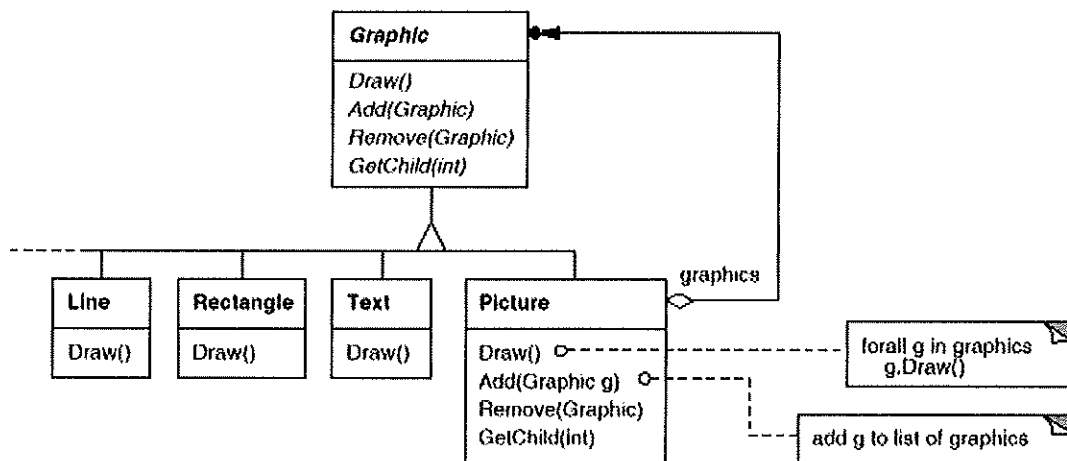 Graphic
Draw()
Add(Graphic)
Remove(Graphic)
GetChild(int)
graphics
Line
Draw()
Rectangle
Draw()
Text
Draw()
Picture
Draw()
Add(Graphic g)
Remove(Graphic)
GetChild(int)
forall g in graphics
g.Draw()
add g to list of graphics